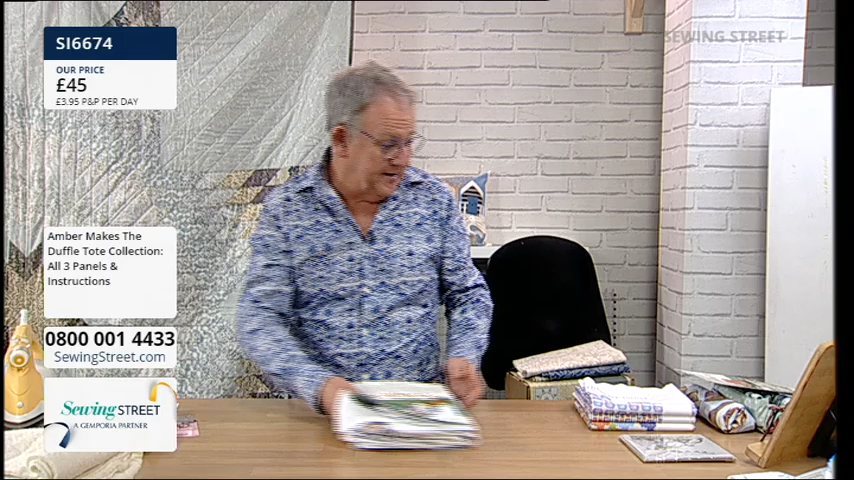 SI6674
OUR PRICE
£45
£3.95 P&P PER DAY
SEWING STREET
Amber Makes The
Duffle Tote Collection:
All 3 Panels &
Instructions
0800 001 4433
SewingStreet.com
Sewing STREET
A GEMPORIA PARTNER